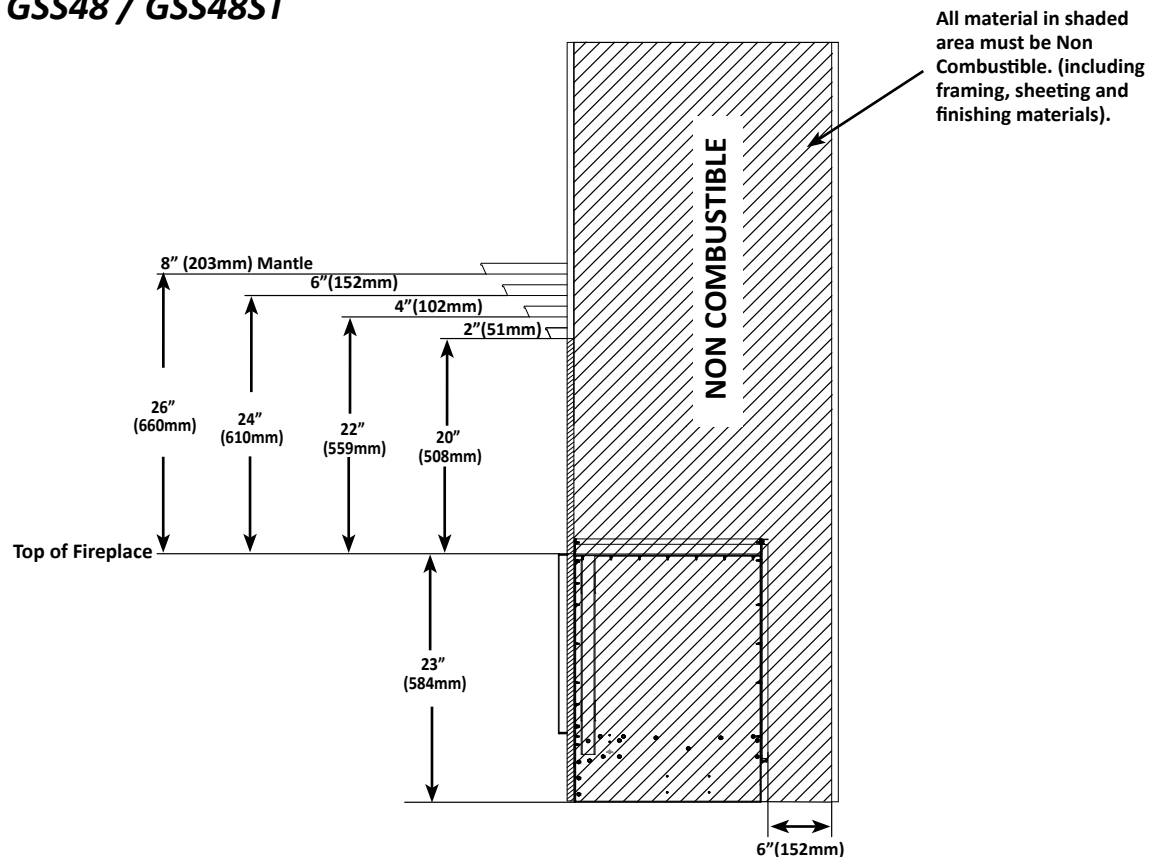 GSS48 / GSS48ST
All material in shaded
area must be Non
Combustible. (including
framing, sheeting and
finishing materials).
NON COMBUSTIBLE
8” (203mm) Mantle
6”(152mm)
4”(102mm)
2”(51mm)
26”
(660mm)
24”
(610mm)
22”
(559mm)
20”
(508mm)
Top of Fireplace
23”
(584mm)
6”(152mm)